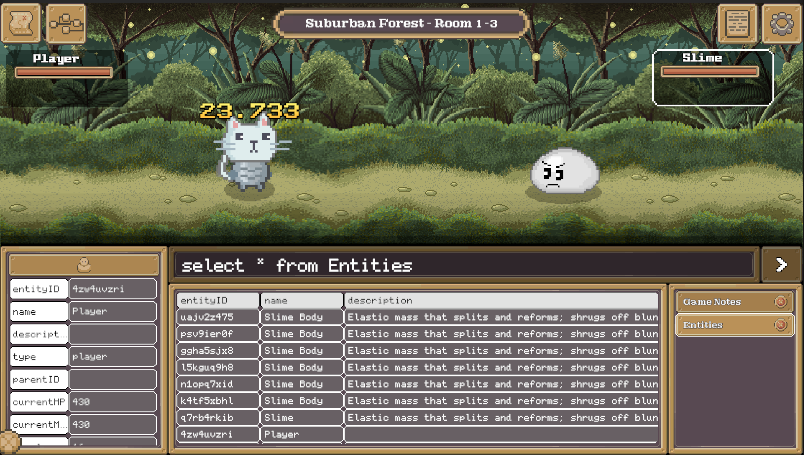 Suburban Forest - Room 1-3
Player
Slime
23.733
select * from Entities
entityID 4zw4uvzri
name Player
descript
type player
parentID
currentHP 430
currentM... 430
entityID name description
uajv2z475 Slime Body Elastic mass that splits and reforms; shrugs off blun
psv9ier0f Slime Body Elastic mass that splits and reforms; shrugs off blun
ggha5sjx8 Slime Body Elastic mass that splits and reforms; shrugs off blun
l5kguq9h8 Slime Body Elastic mass that splits and reforms; shrugs off blun
n1opq7xid Slime Body Elastic mass that splits and reforms; shrugs off blun
k4tf5xbhl Slime Body Elastic mass that splits and reforms; shrugs off blun
q7rb4rkib Slime Elastic mass that splits and reforms; shrugs off blun
4zw4uvzri Player
Game Notes
Entities